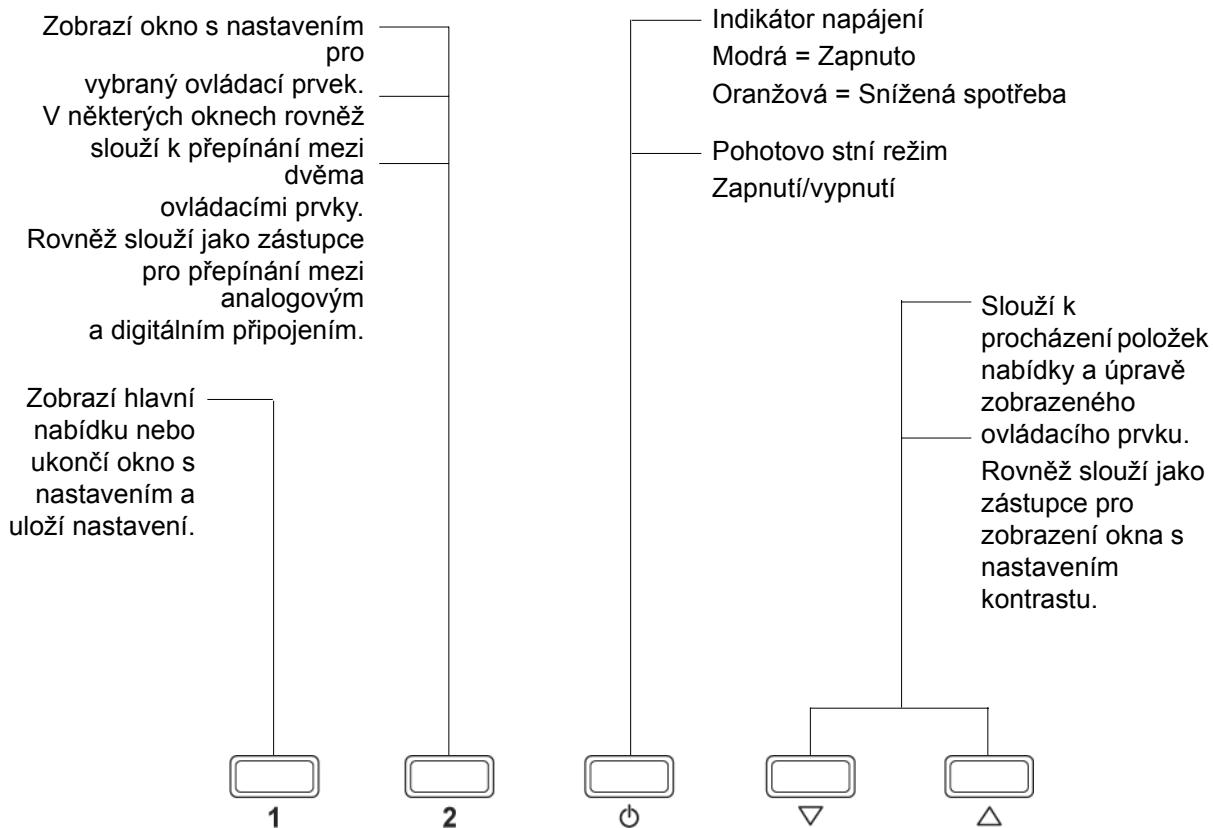 Zobrazí okno s nastavením
pro
vybraný ovládací prvek.
V některých oknech rovněž
slouží k přepínání mezi
dvěma
ovládacími prvky.
Rovněž slouží jako zástupce
pro přepínání mezi
analogovým
a digitálním připojením.
Zobrazí hlavní
nabídku nebo
ukončí okno s
nastavením a
uloží nastavení.
Indikátor napájení
Modrá = Zapnuto
Oranžová = Snížená spotřeba
Pohotovo stní režim
Zapnutí/vypnutí
Slouží k
procházení položek
nabídky a úpravě
zobrazeného
ovládacího prvku.
Rovněž slouží jako
zástupce pro
zobrazení okna s
nastavením
kontrastu.
1
2